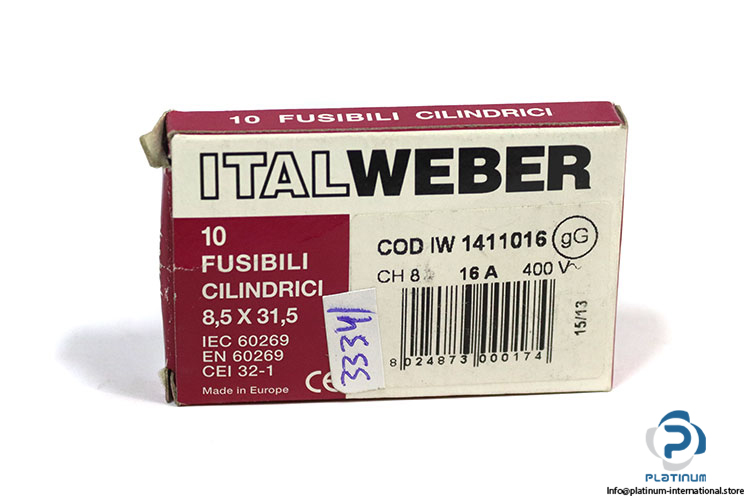 10 FUSIBILI CILINDRICI
ITALWEBER
10
FUSIBILI
CILINDRICI
8,5 X 31,5
IEC 60269
EN 60269
CEI 32-1
Made in Europe
CE
COD IW 1411016 gG
CH 8 16 A 400 V~
8 024873 000174
15/13
3334
PLATINUM
Info@platinum-international.store